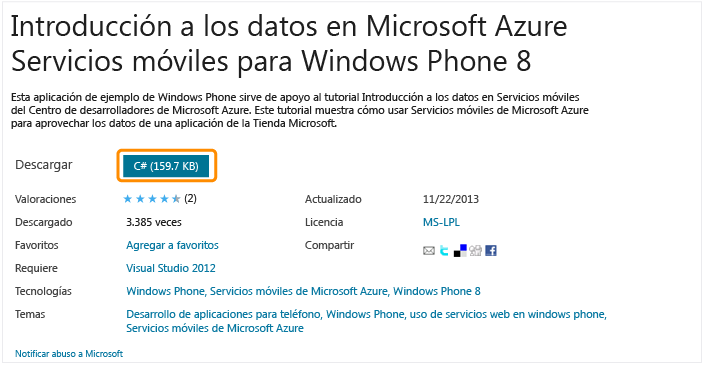 Introducción a los datos en Microsoft Azure
Servicios móviles para Windows Phone 8
Esta aplicación de ejemplo de Windows Phone sirve de apoyo al tutorial Introducción a los datos en Servicios móviles
del Centro de desarrolladores de Microsoft Azure. Este tutorial muestra cómo usar Servicios móviles de Microsoft Azure
para aprovechar los datos de una aplicación de la Tienda Microsoft.
Descargar C# (159.7 KB)
Valoraciones (2) Actualizado 11/22/2013
Descargado 3.385 veces Licencia MS-LPL
Favoritos Agregar a favoritos Compartir
Requiere Visual Studio 2012
Tecnologías Windows Phone, Servicios móviles de Microsoft Azure, Windows Phone 8
Temas Desarrollo de aplicaciones para teléfono, Windows Phone, uso de servicios web en windows phone,
Servicios móviles de Microsoft Azure
Notificar abuso a Microsoft